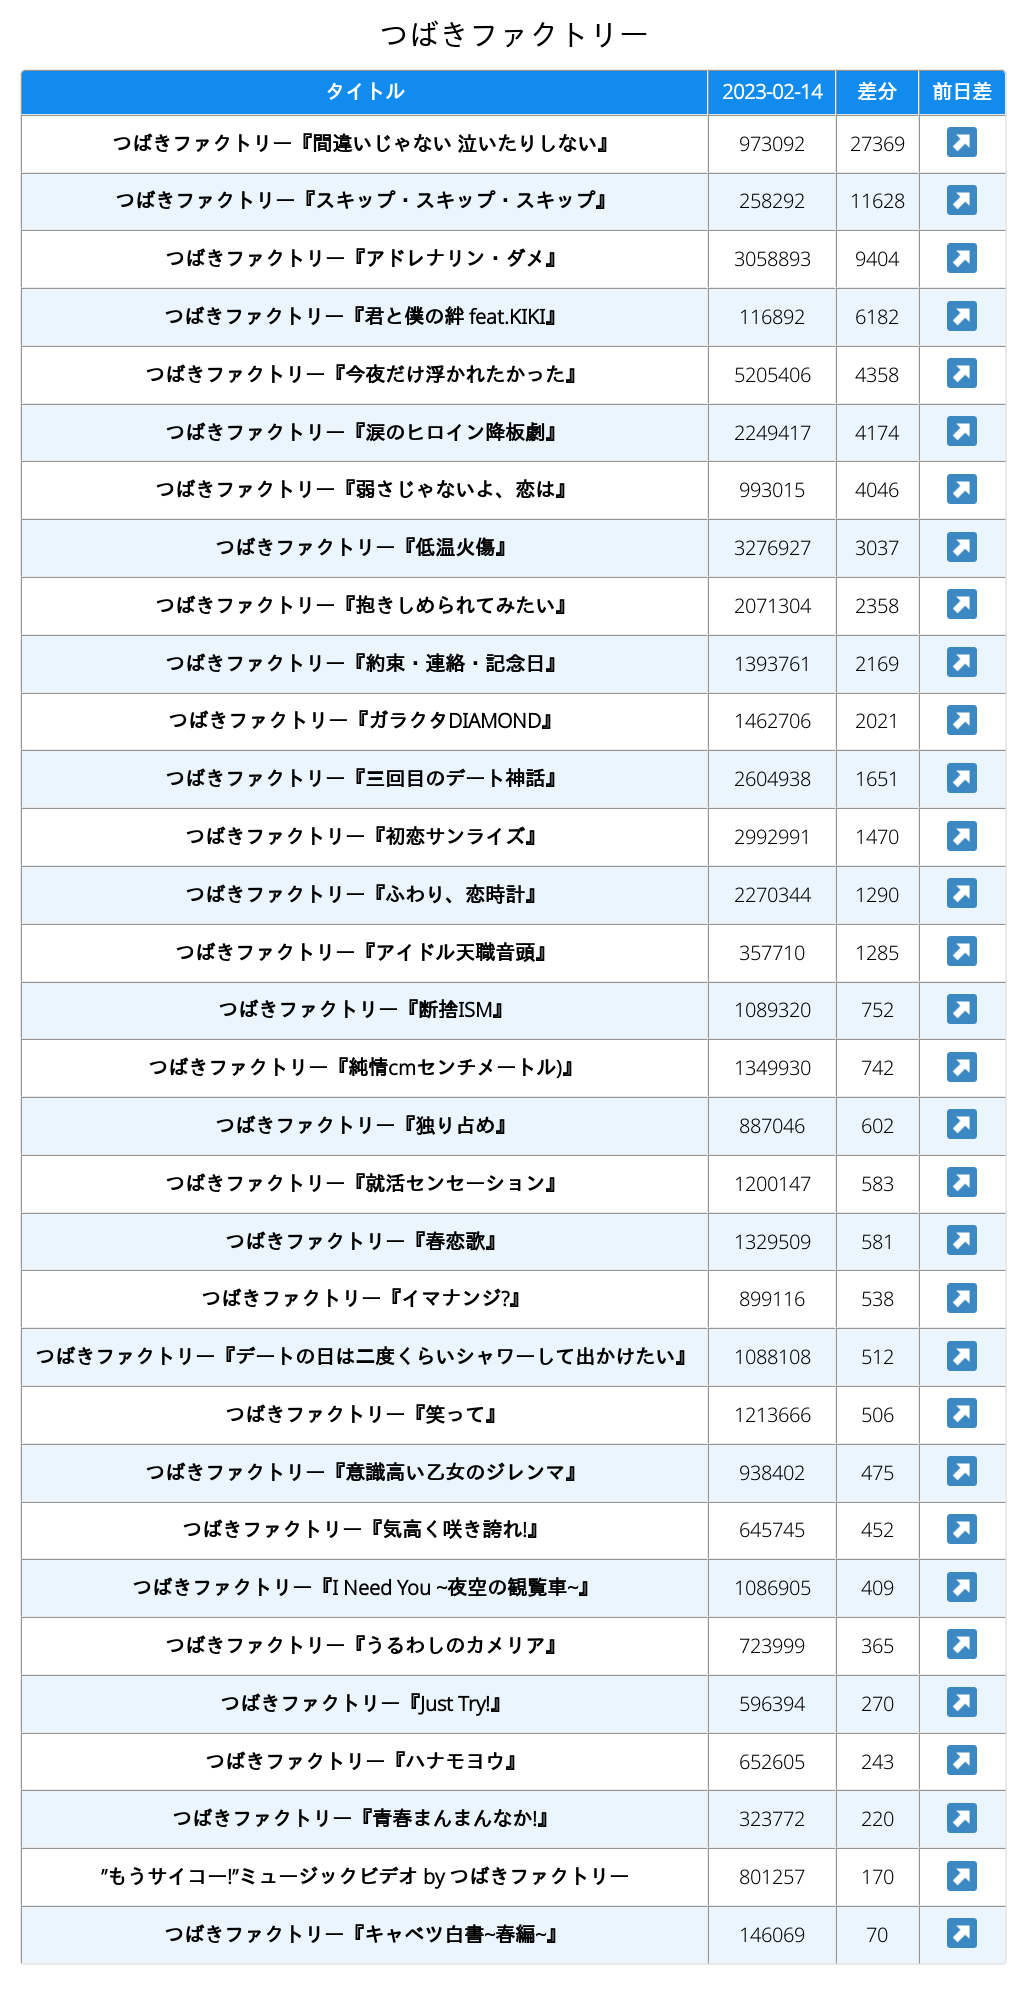 つばきファクトリー
タイトル 2023-02-14 差分 前日差
つばきファクトリー『間違いじゃない 泣いたりしない』 973092 27369
つばきファクトリー『スキップ・スキップ・スキップ』 258292 11628
つばきファクトリー『アドレナリン・ダメ』 3058893 9404
つばきファクトリー『君と僕の絆 feat.KIKI』 116892 6182
つばきファクトリー『今夜だけ浮かれたかった』 5205406 4358
つばきファクトリー『涙のヒロイン降板劇』 2249417 4174
つばきファクトリー『弱さじゃないよ、恋は』 993015 4046
つばきファクトリー『低温火傷』 3276927 3037
つばきファクトリー『抱きしめられてみたい』 2071304 2358
つばきファクトリー『約束・連絡・記念日』 1393761 2169
つばきファクトリー『ガラクタDIAMOND』 1462706 2021
つばきファクトリー『三回目のデート神話』 2604938 1651
つばきファクトリー『初恋サンライズ』 2992991 1470
つばきファクトリー『ふわり、恋時計』 2270344 1290
つばきファクトリー『アイドル天職音頭』 357710 1285
つばきファクトリー『断捨ISM』 1089320 752
つばきファクトリー『純情cmセンチメートル)』 1349930 742
つばきファクトリー『独り占め』 887046 602
つばきファクトリー『就活センセーション』 1200147 583
つばきファクトリー『春恋歌』 1329509 581
つばきファクトリー『イマナンジ?』 899116 538
つばきファクトリー『デートの日は二度くらいシャワーして出かけたい』 1088108 512
つばきファクトリー『笑って』 1213666 506
つばきファクトリー『意識高い乙女のジレンマ』 938402 475
つばきファクトリー『気高く咲き誇れ!』 645745 452
つばきファクトリー『I Need You ~夜空の観覧車~』 1086905 409
つばきファクトリー『うるわしのカメリア』 723999 365
つばきファクトリー『Just Try!』 596394 270
つばきファクトリー『ハナモヨウ』 652605 243
つばきファクトリー『青春まんまんなか!』 323772 220
”もうサイコー!”ミュージックビデオ by つばきファクトリー 801257 170
つばきファクトリー『キャベツ白書~春編~』 146069 70